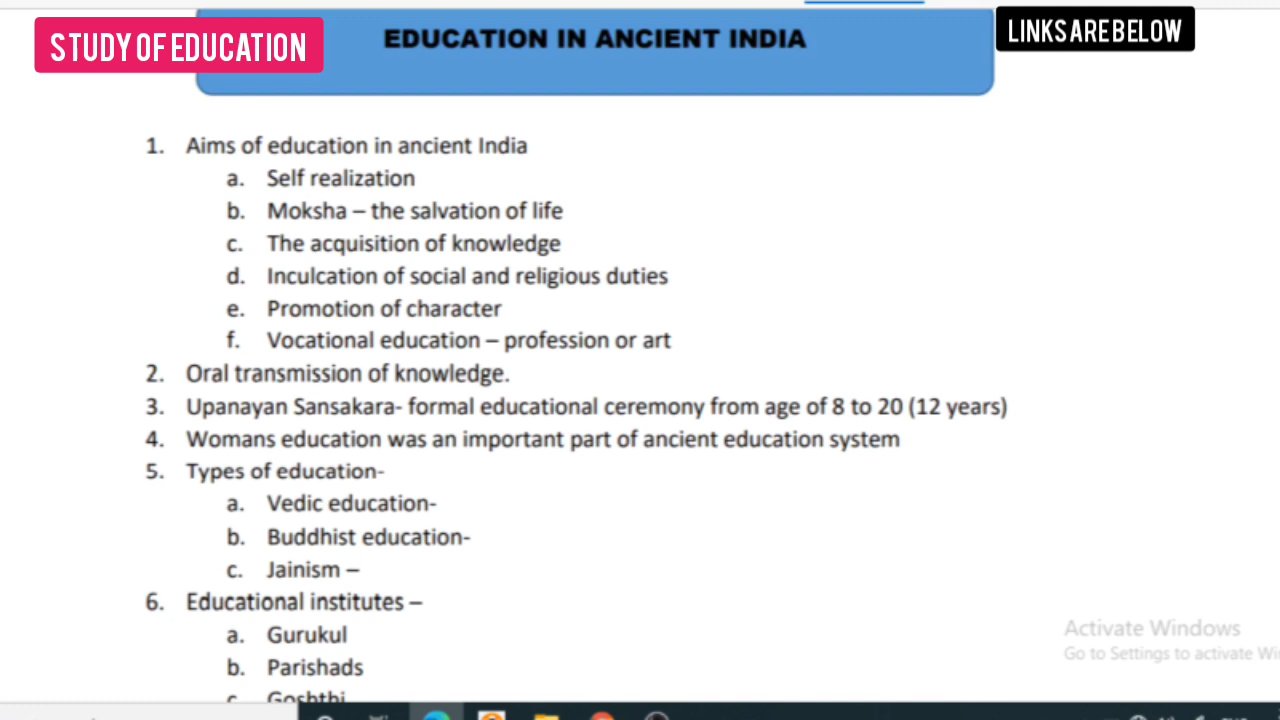 STUDY OF EDUCATION
EDUCATION IN ANCIENT INDIA
LINKS ARE BELOW
1. Aims of education in ancient India
a. Self realization
b. Moksha – the salvation of life
c. The acquisition of knowledge
d. Inculcation of social and religious duties
e. Promotion of character
f. Vocational education – profession or art
2. Oral transmission of knowledge.
3. Upanayan Sansakara- formal educational ceremony from age of 8 to 20 (12 years)
4. Womans education was an important part of ancient education system
5. Types of education-
a. Vedic education-
b. Buddhist education-
c. Jainism –
6. Educational institutes –
a. Gurukul
b. Parishads
c. Goshthi
Activate Windows
Go to Settings to activate Wi